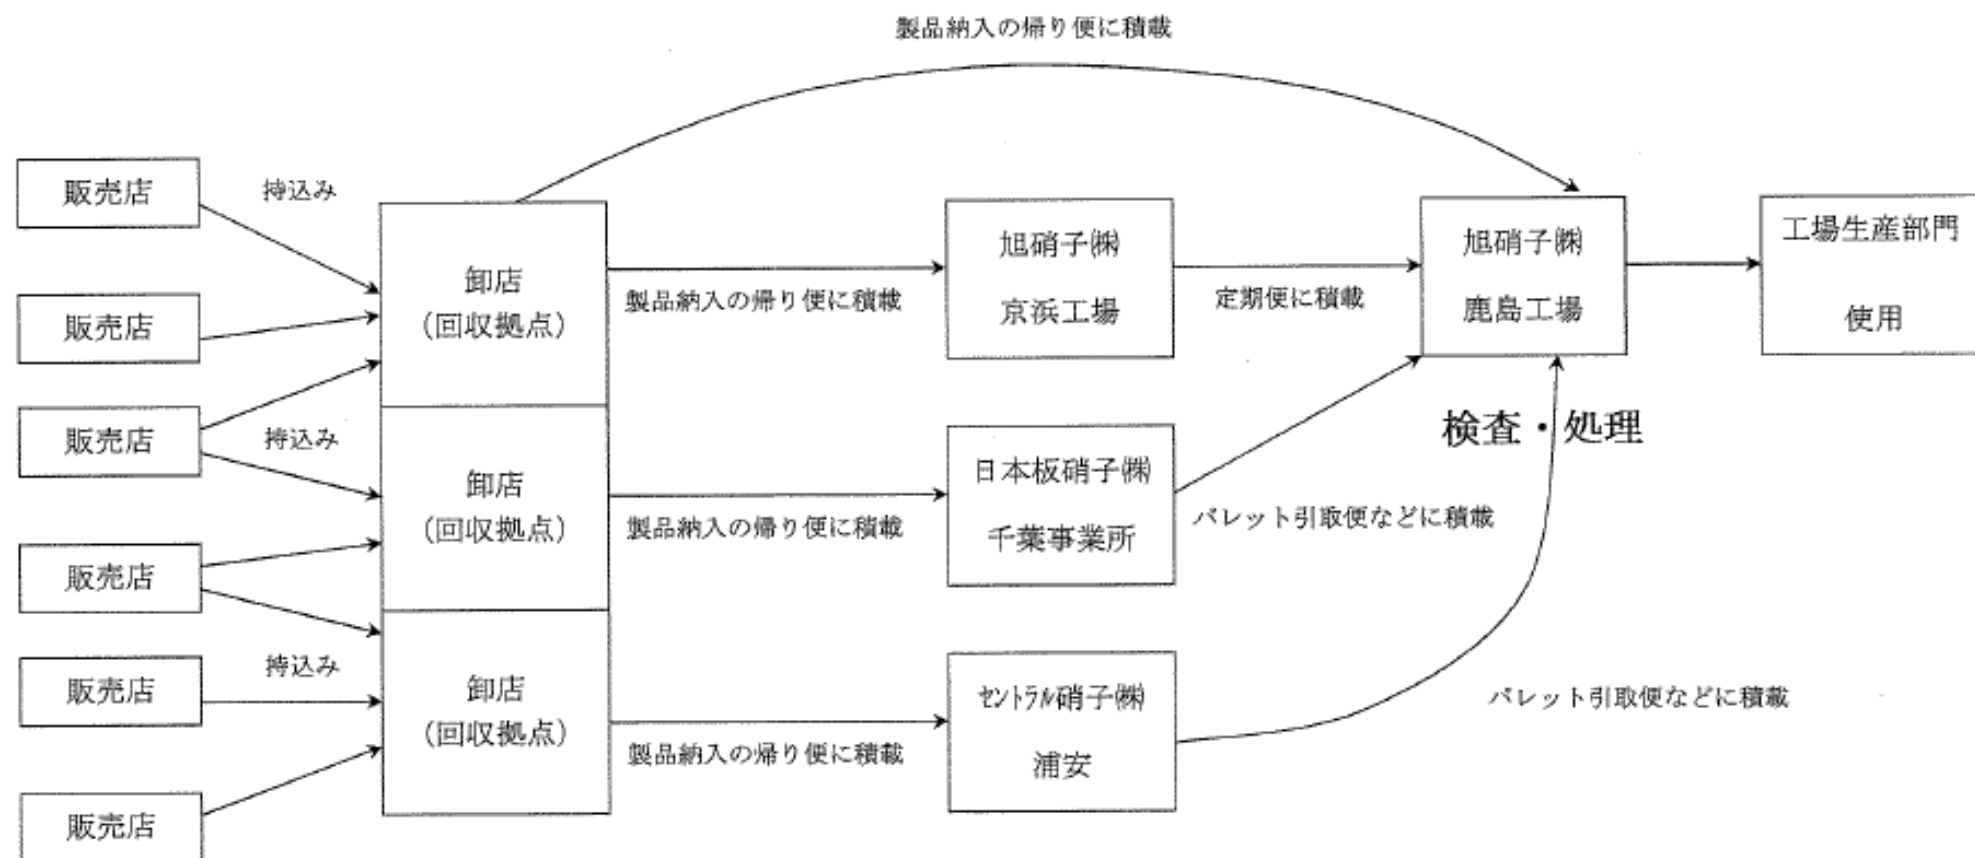 製品納入の帰り便に積載
販売店
持込み
販売店
販売店
持込み
販売店
販売店
持込み
販売店
卸店
(回収拠点)
卸店
(回収拠点)
卸店
(回収拠点)
製品納入の帰り便に積載
製品納入の帰り便に積載
製品納入の帰り便に積載
旭硝子㈱
京浜工場
日本板硝子㈱
千葉事業所
セントラル硝子㈱
浦安
定期便に積載
パレット引取便などに積載
パレット引取便などに積載
旭硝子㈱
鹿島工場
検査・処理
工場生産部門
使用